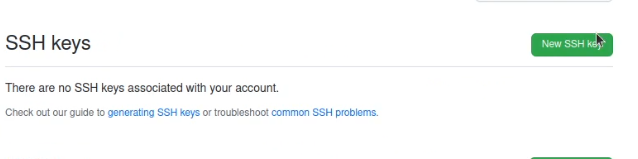 SSH keys
New SSH key
There are no SSH keys associated with your account.
Check out our guide to generating SSH keys or troubleshoot common SSH problems.